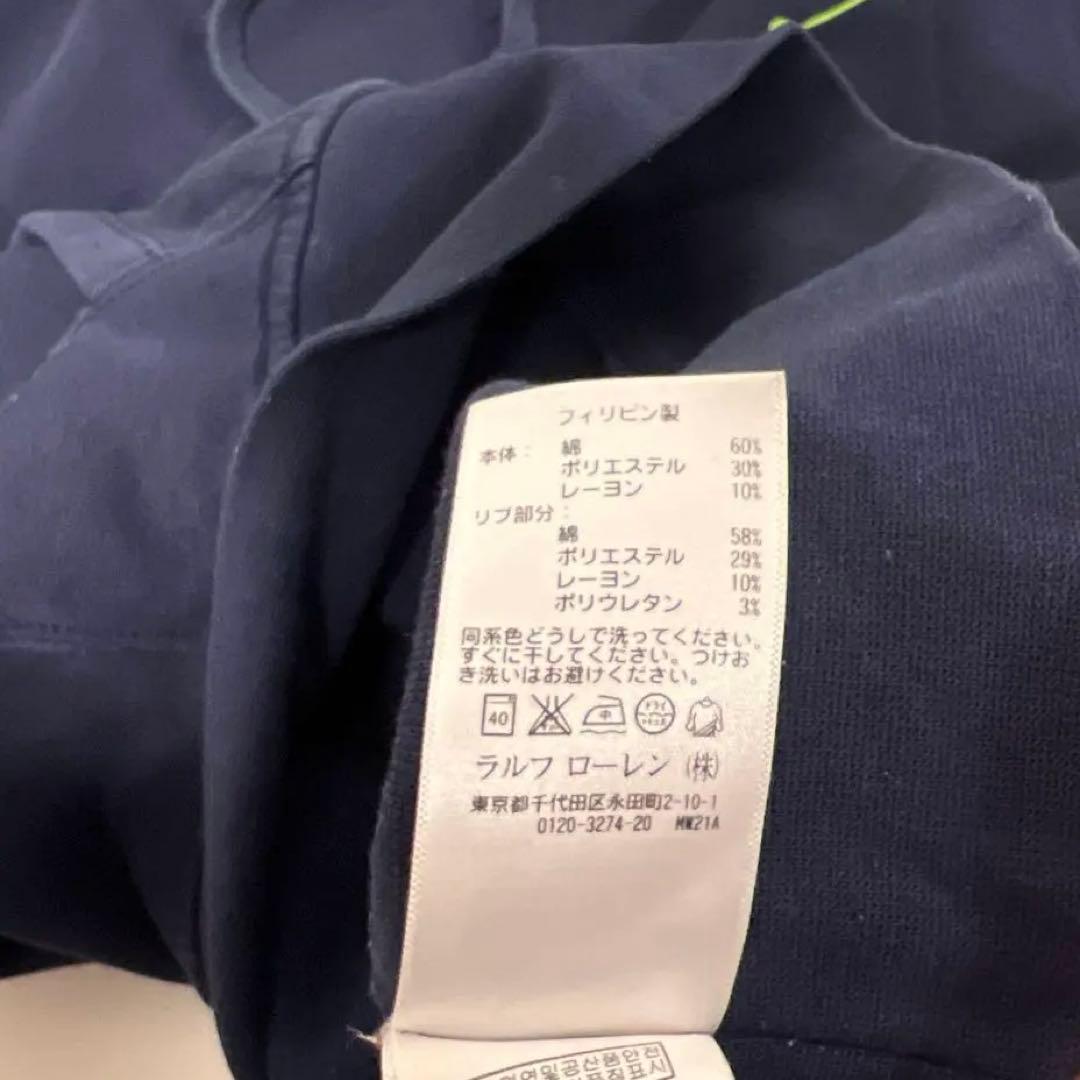 フィリピン製
本体： 綿 60%
ポリエステル 30%
レーヨン 10%
リブ部分：
綿 58%
ポリエステル 29%
レーヨン 10%
ポリウレタン 3%
同系色どうしで洗ってください。
すぐに干してください。つけお
き洗いはお避けください。
40 中 ドライ
ラルフ ローレン (株)
東京都千代田区永田町2-10-1
0120-3274-20 MW21A
및공산품안전